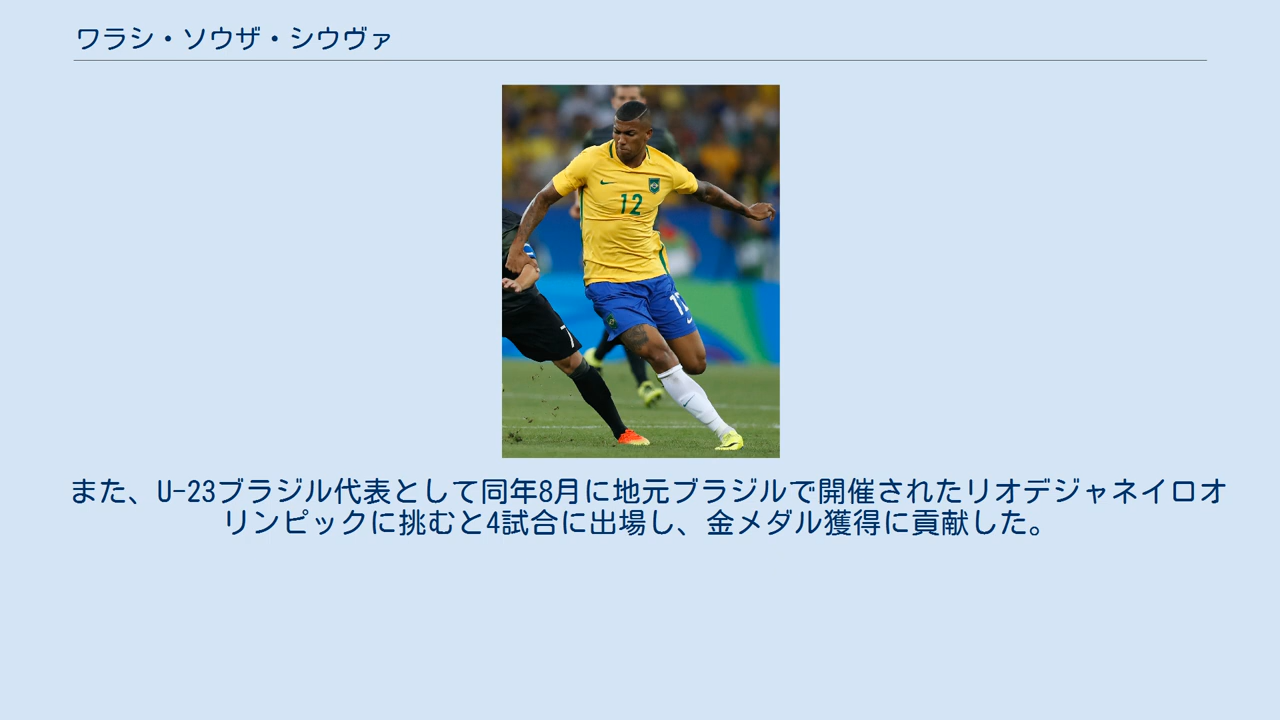 ワラシ・ソウザ・シウヴァ
12
また、U-23ブラジル代表として同年8月に地元ブラジルで開催されたリオデジャネイロオ
リンピックに挑むと4試合に出場し、金メダル獲得に貢献した。